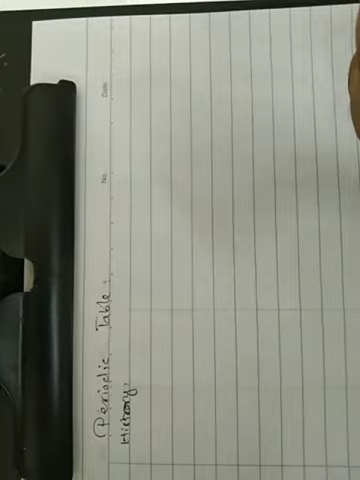 No.
Date
Periodic Table :
History.